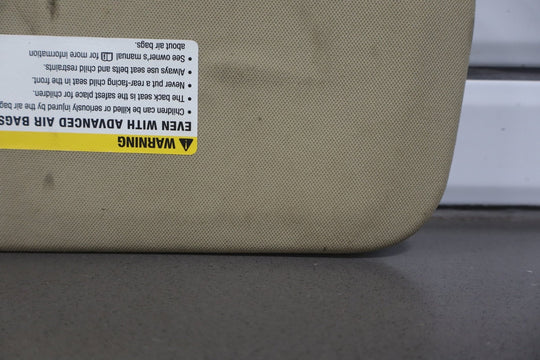 WARNING
EVEN WITH ADVANCED AIR BAGS
• Children can be killed or seriously injured by the air bag
• The back seat is the safest place for children.
• Never put a rear-facing child seat in the front.
• Always use seat belts and child restraints.
• See owner's manual for more information
about air bags.